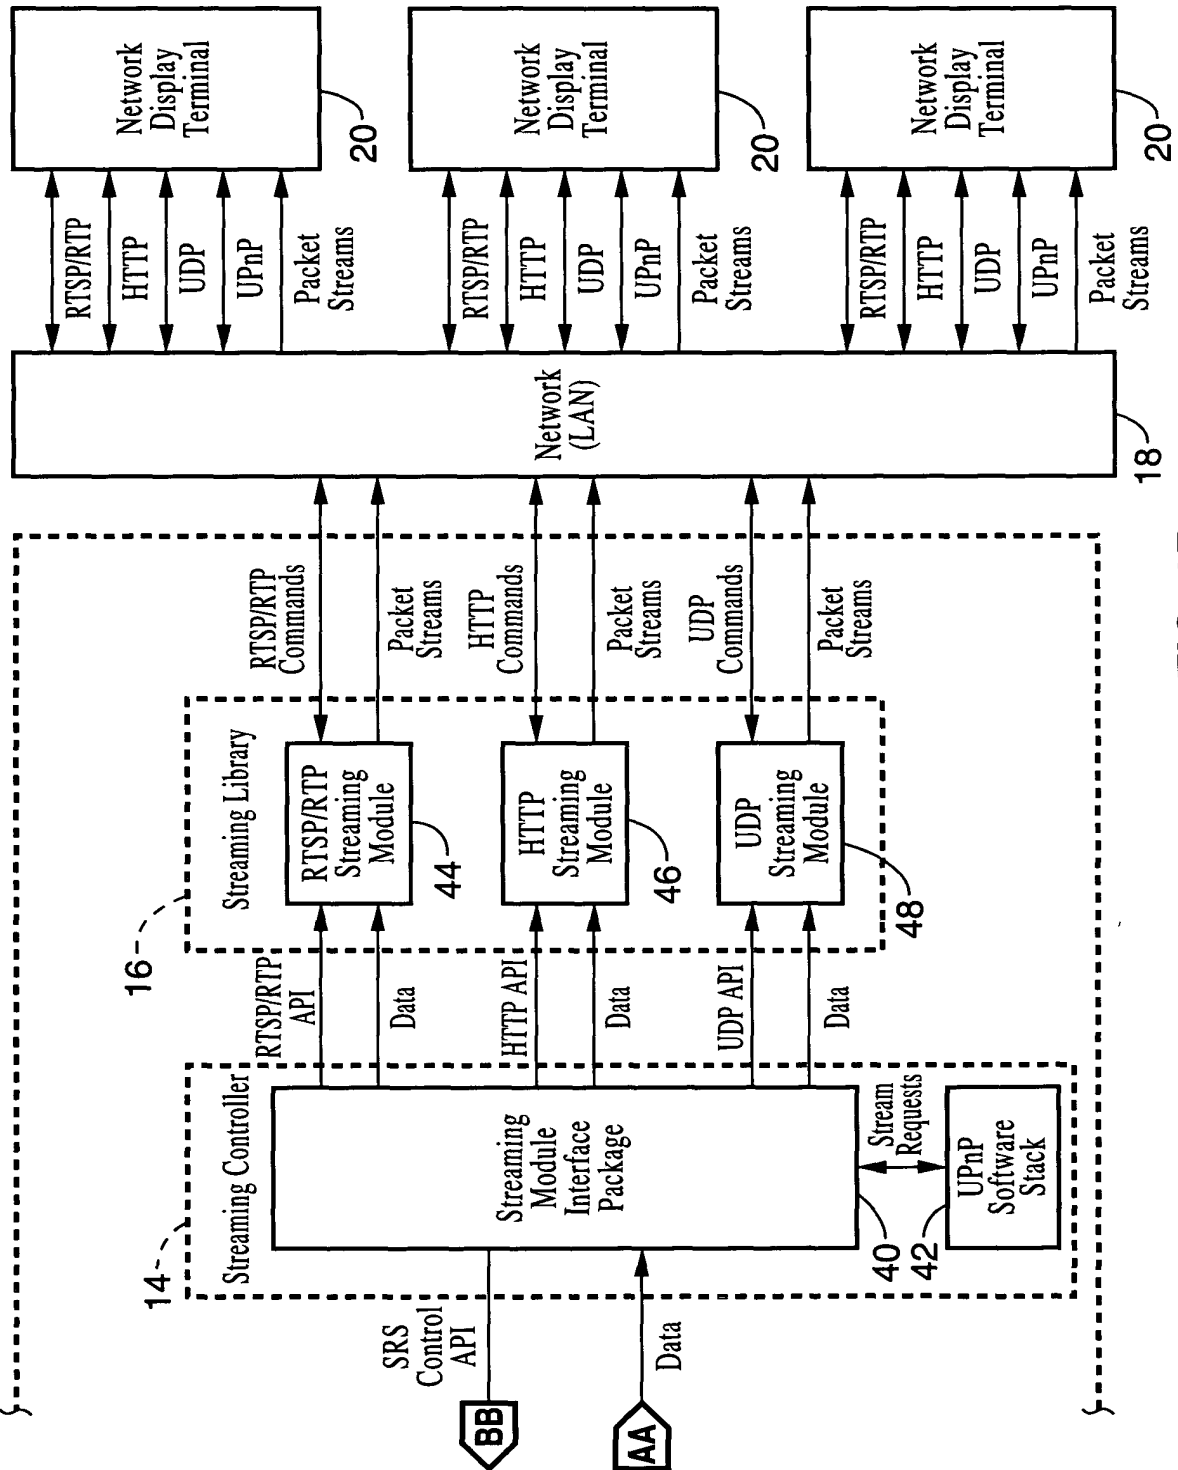 Network
Display
Terminal
20
Network
Display
Terminal
20
Network
Display
Terminal
20
RTSP/RTP
HTTP
UDP
UPnP
Packet
Streams
RTSP/RTP
HTTP
UDP
UPnP
Packet
Streams
RTSP/RTP
HTTP
UDP
UPnP
Packet
Streams
Network
(LAN)
18
RTSP/RTP
Commands
Packet
Streams
HTTP
Commands
Packet
Streams
UDP
Commands
Packet
Streams
16
Streaming Library
RTSP/RTP
Streaming
Module
44
HTTP
Streaming
Module
46
UDP
Streaming
Module
48
RTSP/RTP
API
Data
HTTP API
Data
UDP API
Data
14
Streaming Controller
Streaming
Module
Interface
Package
40
Stream
Requests
42
UPnP
Software
Stack
SRS
Control
API
Data
BB
AA